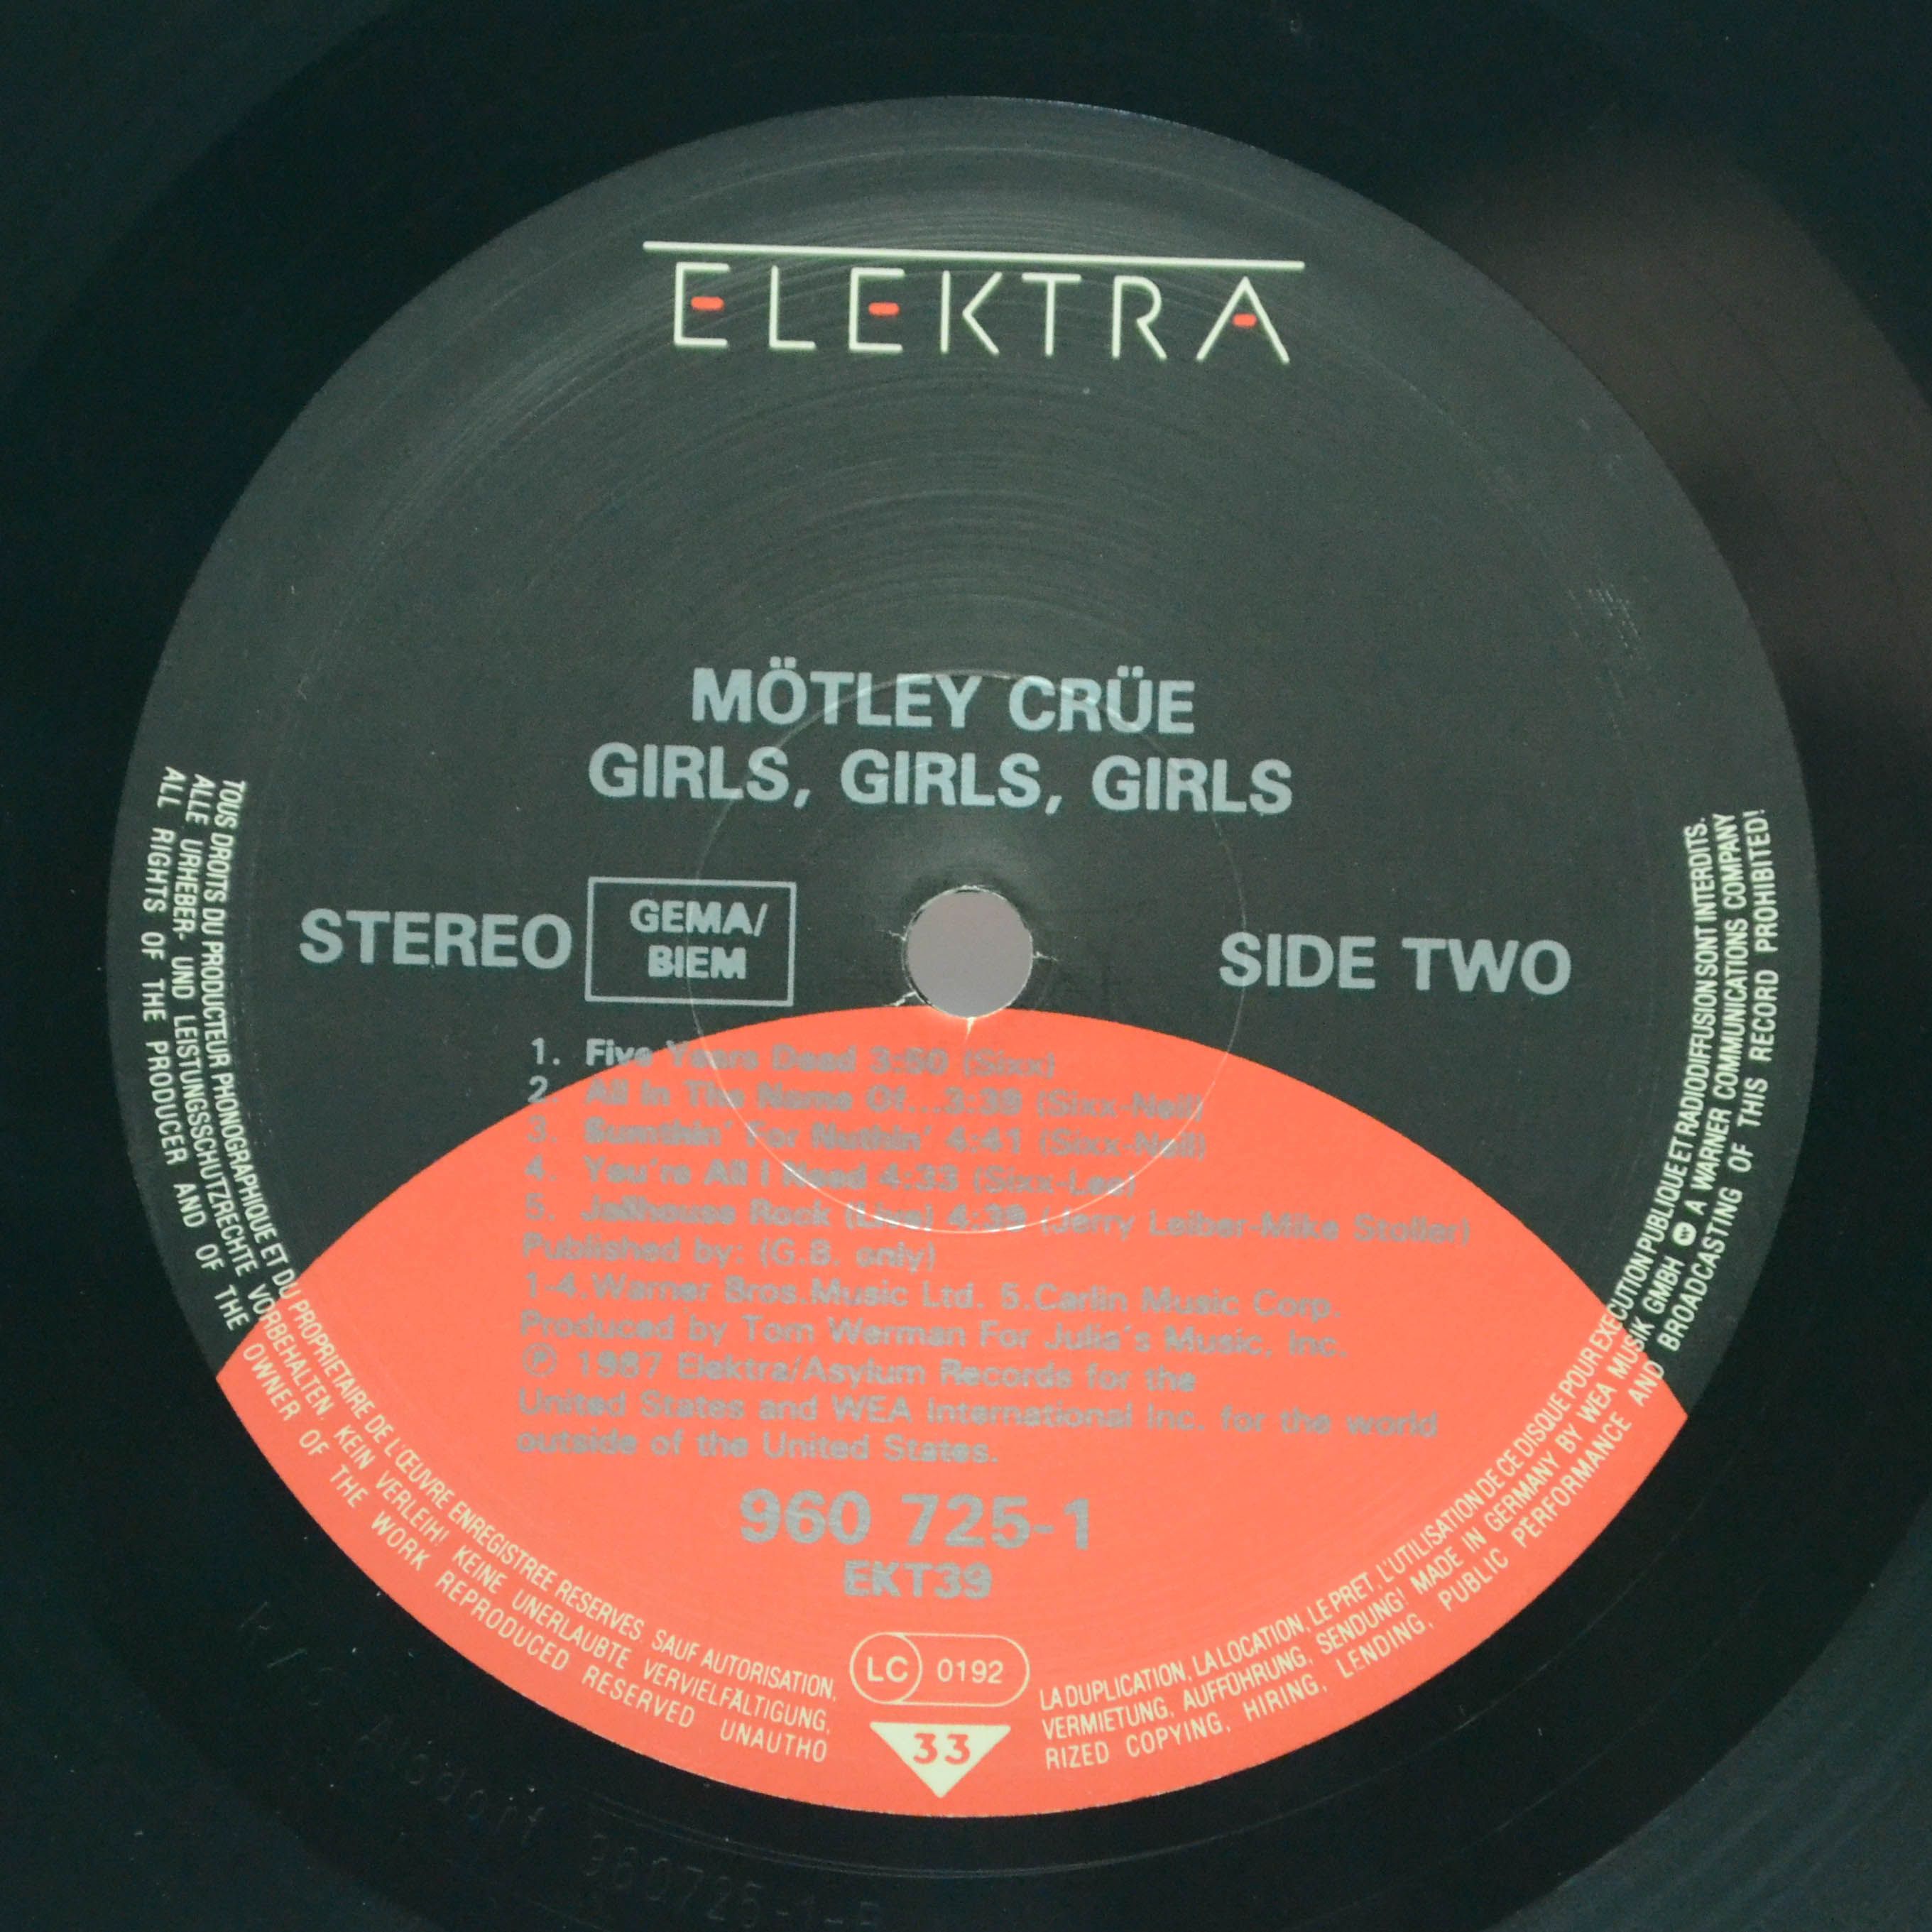 ELEKTRA
MÖTLEY CRÜE
GIRLS, GIRLS, GIRLS
STEREO
GEMA/
BIEM
SIDE TWO
1. Five Years Dead 3:50 (Sixx)
2. All In The Name Of...3:39 (Sixx-Neil)
3. Sumthin' For Nuthin' 4:41 (Sixx-Neil)
4. You're All I Need 4:33 (Sixx-Lee)
5. Jailhouse Rock (Live) 4:39 (Jerry Leiber-Mike Stoller)
Published by: (G.B. only)
1-4.Warner Bros.Music Ltd. 5.Carlin Music Corp.
Produced by Tom Werman For Julia's Music, Inc.
℗ 1987 Elektra/Asylum Records for the
United States and WEA International Inc. for the world
outside of the United States.
960 725-1
EKT39
LC 0192
33
TOUS DROITS DU PRODUCTEUR PHONOGRAPHIQUE ET DU PROPRIETAIRE DE L'ŒUVRE ENREGISTREE RESERVES. SAUF AUTORISATION, LA DUPLICATION, LA LOCATION, LE PRET, L'UTILISATION DE CE DISQUE POUR EXECUTION PUBLIQUE ET RADIODIFFUSION SONT INTERDITS.
ALLE URHEBER- UND LEISTUNGSSCHUTZRECHTE VORBEHALTEN. KEIN VERLEIH! KEINE UNERLAUBTE VERVIELFÄLTIGUNG, VERMIETUNG, AUFFÜHRUNG, SENDUNG! MADE IN GERMANY BY WEA MUSIK GMBH A WARNER COMMUNICATIONS COMPANY
ALL RIGHTS OF THE PRODUCER AND OF THE OWNER OF THE WORK REPRODUCED RESERVED UNAUTHO RIZED COPYING, HIRING, LENDING, PUBLIC PERFORMANCE AND BROADCASTING OF THIS RECORD PROHIBITED!
960725-1-B